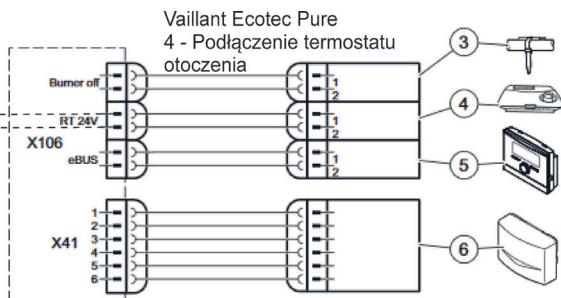 Vaillant Ecotec Pure
4 - Podłączenie termostatu
otoczenia
3
Burner off
1
2
4
RT 24V
1
2
X106
5
eBUS
1
2
X41
1
2
3
4
5
6
6